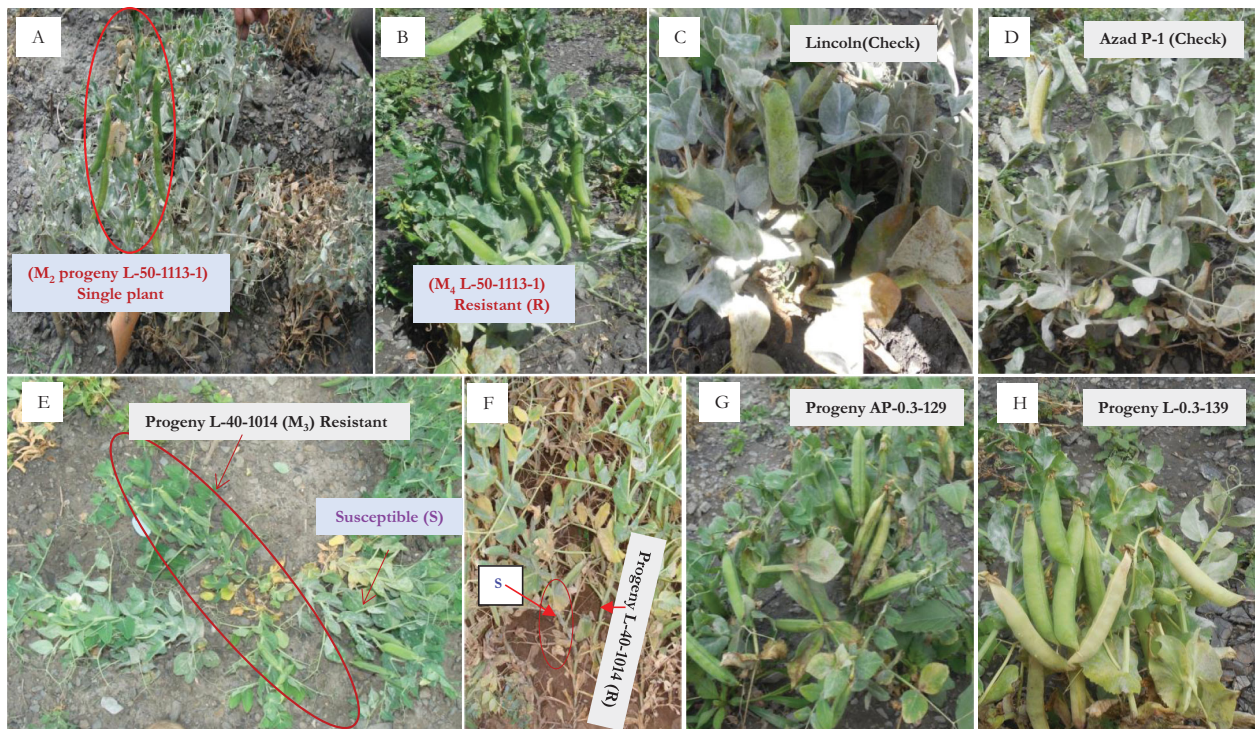 A
(M₂ progeny L-50-1113-1)
Single plant
B
(M₄ L-50-1113-1)
Resistant (R)
C
Lincoln(Check)
D
Azad P-1 (Check)
E
Progeny L-40-1014 (M₃) Resistant
Susceptible (S)
F
S
Progeny L-40-1014 (R)
G
Progeny AP-0.3-129
H
Progeny L-0.3-139